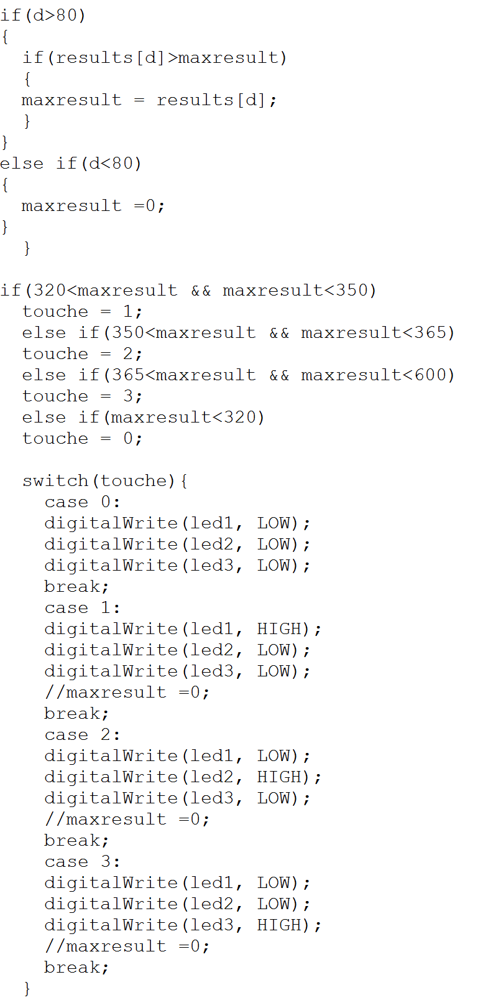 if(d>80)
{
  if(results[d]>maxresult)
  {
  maxresult = results[d];
  }
}
else if(d<80)
{
  maxresult =0;
}
  }

if(320<maxresult && maxresult<350)
  touche = 1;
  else if(350<maxresult && maxresult<365)
  touche = 2;
  else if(365<maxresult && maxresult<600)
  touche = 3;
  else if(maxresult<320)
  touche = 0;

  switch(touche){
    case 0:
    digitalWrite(led1, LOW);
    digitalWrite(led2, LOW);
    digitalWrite(led3, LOW);
    break;
    case 1:
    digitalWrite(led1, HIGH);
    digitalWrite(led2, LOW);
    digitalWrite(led3, LOW);
    //maxresult =0;
    break;
    case 2:
    digitalWrite(led1, LOW);
    digitalWrite(led2, HIGH);
    digitalWrite(led3, LOW);
    //maxresult =0;
    break;
    case 3:
    digitalWrite(led1, LOW);
    digitalWrite(led2, LOW);
    digitalWrite(led3, HIGH);
    //maxresult =0;
    break;
  }